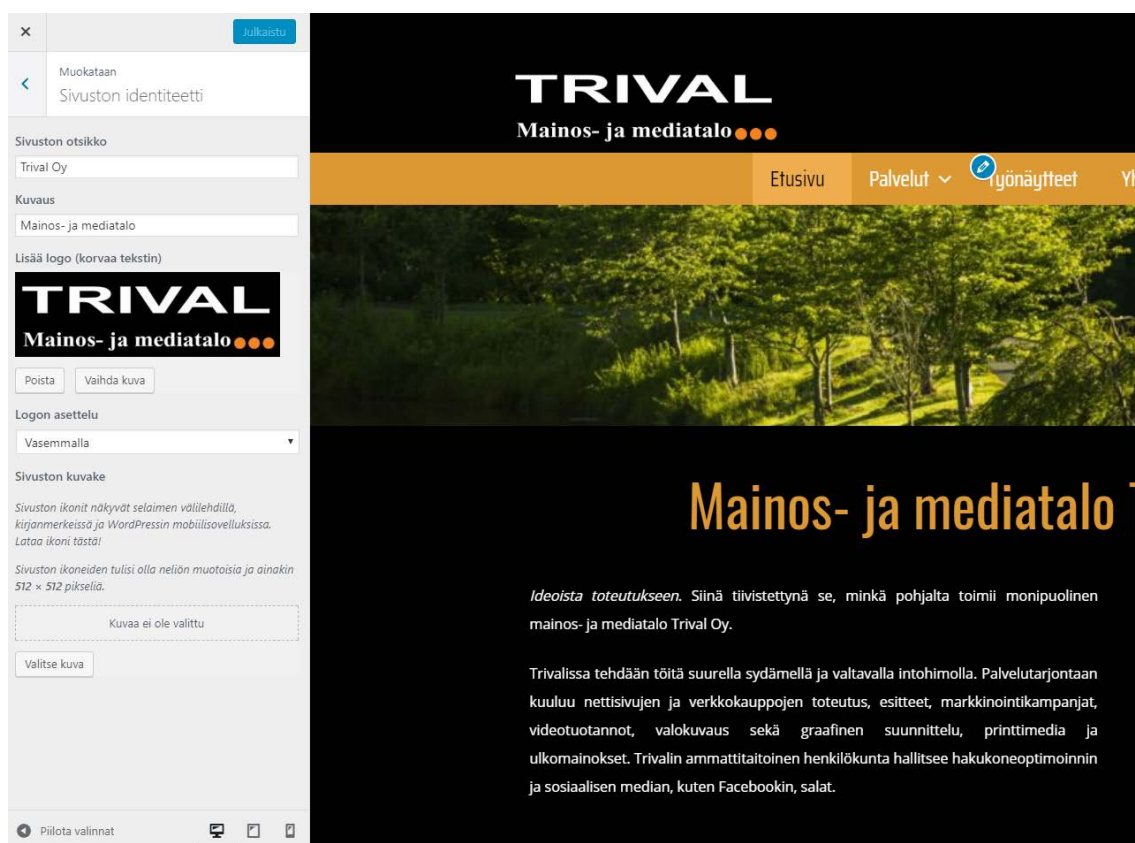 Julkaistu
Muokataan
Sivuston identiteetti
Sivuston otsikko
Trival Oy
Kuvaus
Mainos- ja mediatalo
Lisää logo (korvaa tekstin)
TRIVAL
Mainos- ja mediatalo
Poista
Vaihda kuva
Logon asettelu
Vasemmalla
Sivuston kuvake
Sivuston ikonit näkyvät selaimen välilehdillä,
kirjanmerkeissä ja WordPressin mobiilisovelluksissa.
Lataa ikoni tästä!
Sivuston ikoneiden tulisi olla neliön muotoisia ja ainakin
512 × 512 pikseliä.
Kuvaa ei ole valittu
Valitse kuva
Piilota valinnat
TRIVAL
Mainos- ja mediatalo
Etusivu
Palvelut
Työnäytteet
Mainos- ja mediatalo
Ideoista toteutukseen. Siinä tiivistettynä se, minkä pohjalta toimii monipuolinen
mainos- ja mediatalo Trival Oy.
Trivalissa tehdään töitä suurella sydämellä ja valtavalla intohimolla. Palvelutarjontaan
kuuluu nettisivujen ja verkkokauppojen toteutus, esitteet, markkinointikampanjat,
videotuotannot, valokuvaus sekä graafinen suunnittelu, printtimedia ja
ulkomainokset. Trivalin ammattitaitoinen henkilökunta hallitsee hakukoneoptimoinnin
ja sosiaalisen median, kuten Facebookin, salat.